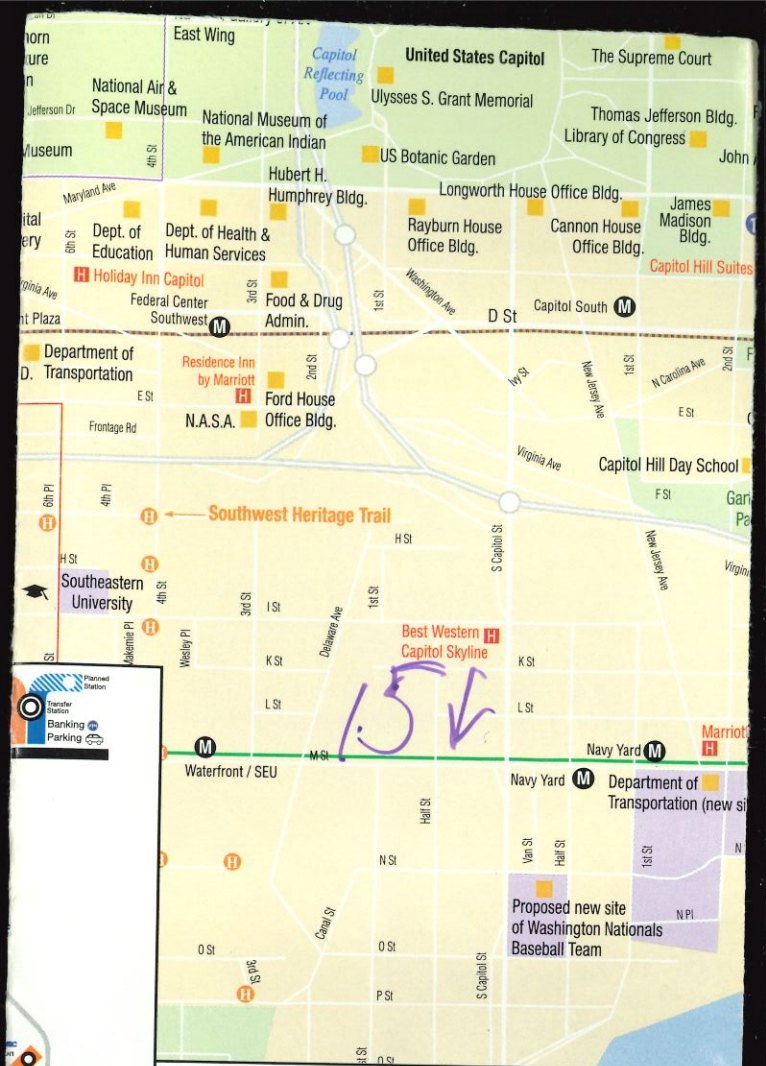 East Wing
National Air &
Space Museum
Jefferson Dr
4th St
Capitol
Reflecting
Pool
United States Capitol
The Supreme Court
Ulysses S. Grant Memorial
National Museum of
the American Indian
Thomas Jefferson Bldg.
Library of Congress
John
US Botanic Garden
Maryland Ave
Hubert H.
Humphrey Bldg.
Longworth House Office Bldg.
6th St
Dept. of
Education
Dept. of Health &
Human Services
Rayburn House
Office Bldg.
Cannon House
Office Bldg.
James
Madison
Bldg.
H Holiday Inn Capitol
Capitol Hill Suites
Federal Center
Southwest M
3rd St
Food & Drug
Admin.
1st St
Washington Ave
D St
Capitol South M
Department of
Transportation
Residence Inn
by Marriott
H
2nd St
Ivy St
New Jersey Ave
1st St
N Carolina Ave
2nd St
E St
Ford House
Office Bldg.
N.A.S.A.
E St
Frontage Rd
Virginia Ave
Capitol Hill Day School
F St
6th Pl
4th Pl
H
H
Southwest Heritage Trail
S Capitol St
New Jersey Ave
H St
H St
H
Southeastern
University
4th St
3rd St
I St
Delaware Ave
1st St
H
Makemie Pl
Wesley Pl
Best Western H
Capitol Skyline
K St
K St
L St
L St
1.5
Planned
Station
Transfer
Station
Banking
Parking
M
Waterfront / SEU
M St
Navy Yard M
Marriott
H
Navy Yard M
Department of
Transportation (new si
Half St
Van St
Half St
1st St
N
H
N St
Proposed new site
of Washington Nationals
Baseball Team
N Pl
Canal St
O St
3rd St
O St
S Capitol St
H
P St